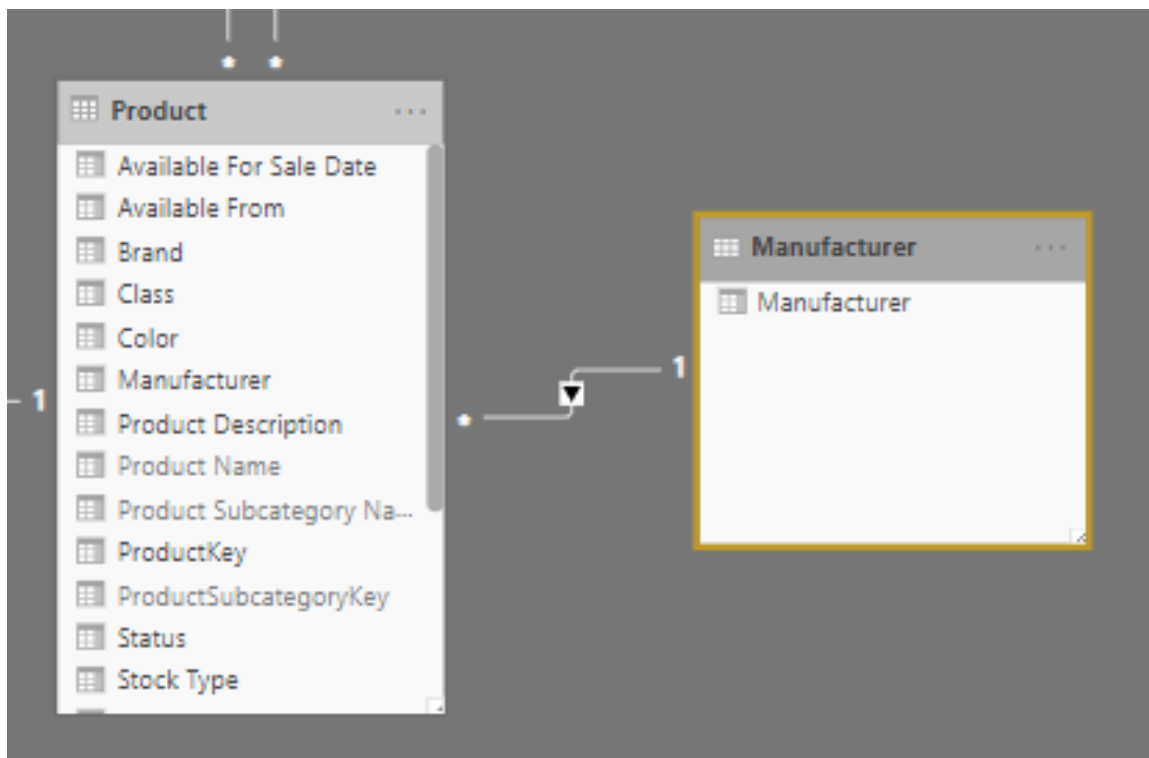 * *
Product ...
Available For Sale Date
Available From
Brand
Class
Color
Manufacturer
1
Product Description
*
Product Name
Product Subcategory Na...
ProductKey
ProductSubcategoryKey
Status
Stock Type
Manufacturer ...
Manufacturer
1